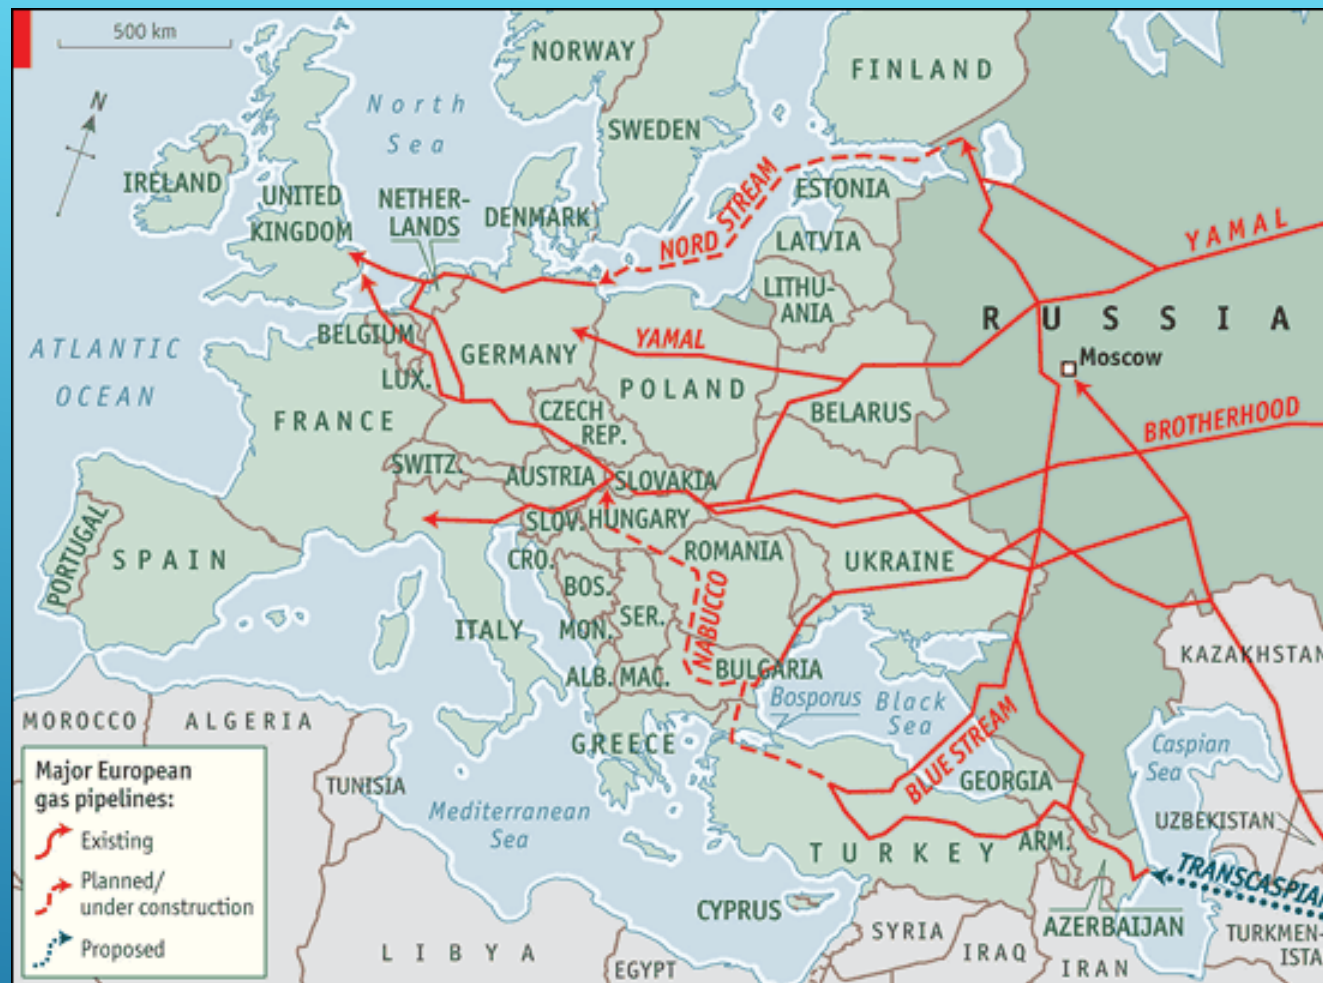 500 km
N
NORWAY
FINLAND
North
Sea
SWEDEN
IRELAND
UNITED
KINGDOM
NETHER-
LANDS
DENMARK
NORD STREAM
ESTONIA
LATVIA
LITHU-
ANIA
YAMAL
RUSSIA
Moscow
ATLANTIC
OCEAN
BELGIUM
LUX.
GERMANY
YAMAL
POLAND
BELARUS
BROTHERHOOD
FRANCE
CZECH
REP.
SWITZ.
AUSTRIA
SLOVAKIA
SLOV.
HUNGARY
PORTUGAL
SPAIN
CRO.
BOS.
SER.
MON.
ITALY
ALB.
MAC.
ROMANIA
UKRAINE
NABUCCO
BULGARIA
Bosporus
Black
Sea
KAZAKHSTAN
MOROCCO
ALGERIA
TUNISIA
GREECE
BLUE STREAM
GEORGIA
Caspian
Sea
Mediterranean
Sea
TURKEY
ARM.
UZBEKISTAN
TRANSCASPIAN
CYPRUS
AZERBAIJAN
SYRIA
IRAQ
IRAN
TURKMEN-
ISTA
LIBYA
EGYPT
Major European
gas pipelines:
Existing
Planned/
under construction
Proposed